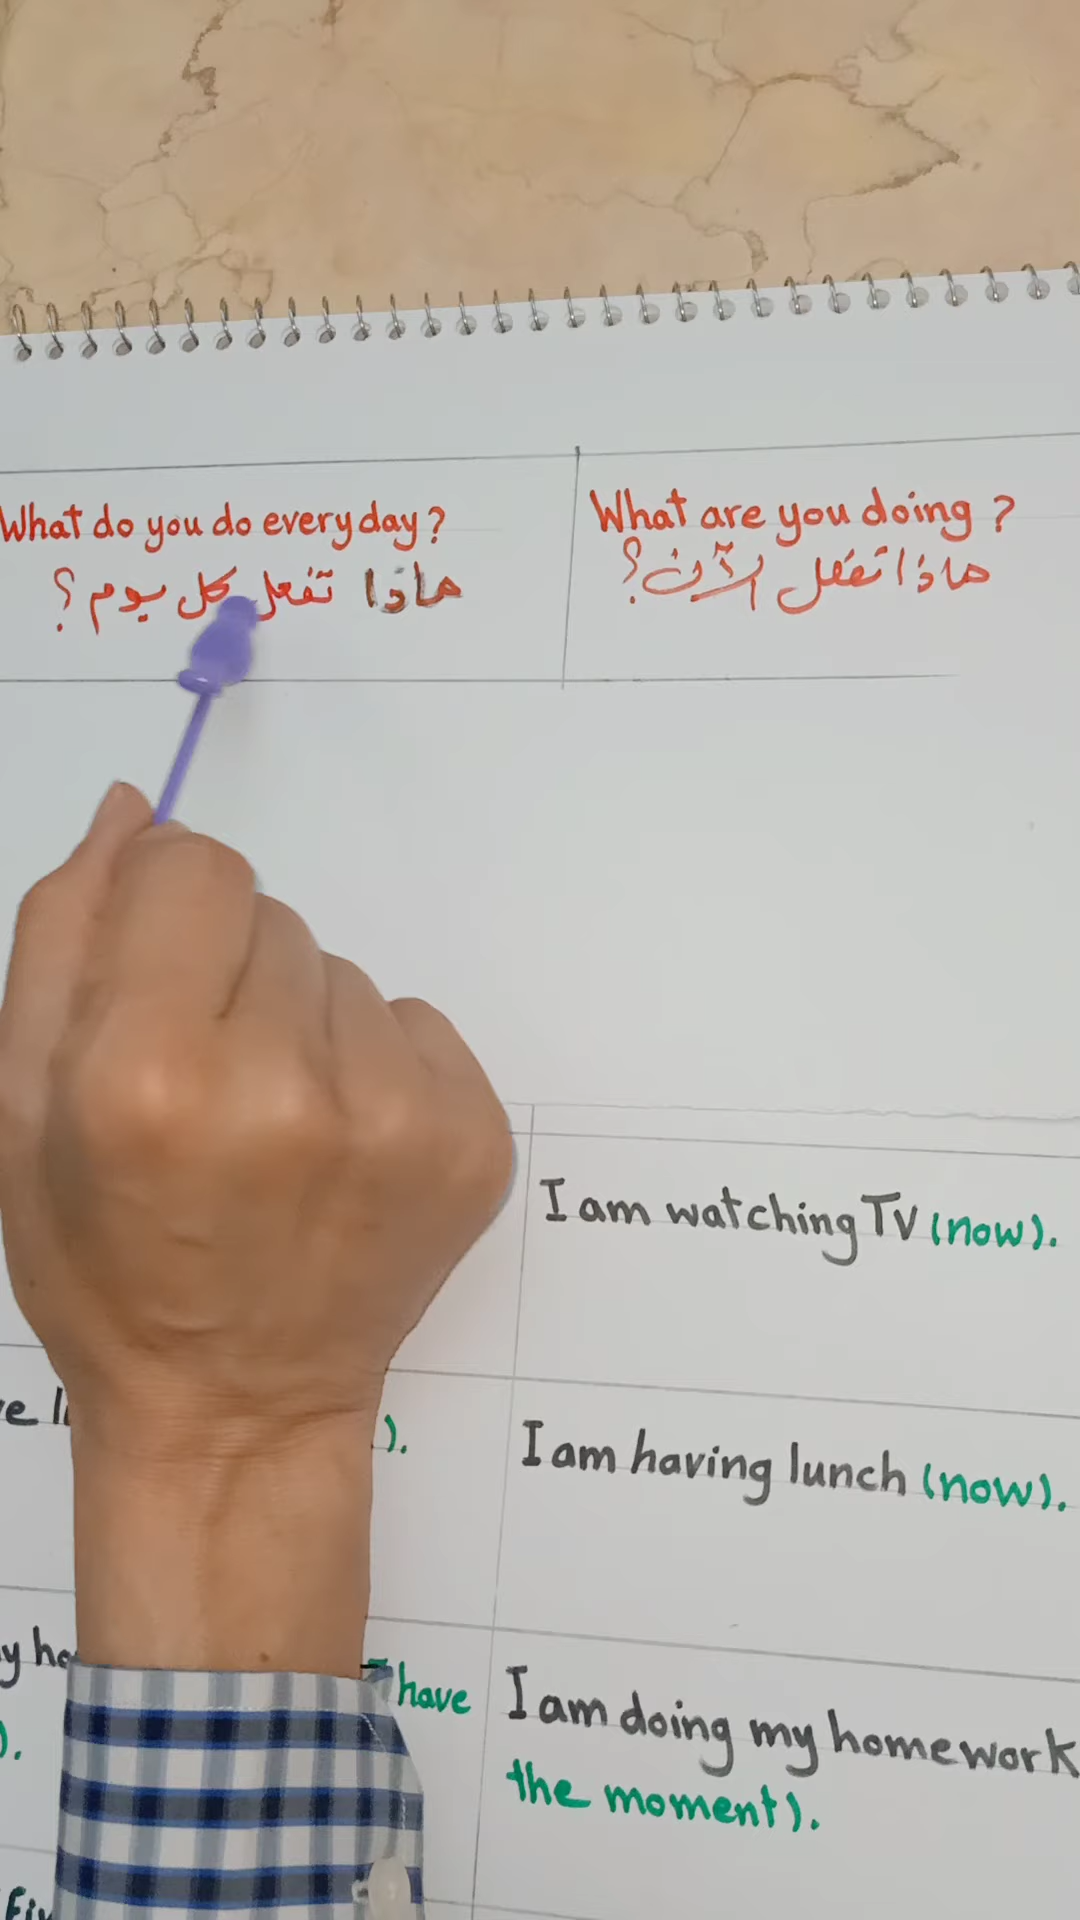 What do you do every day?
ماذا تفعل كل يوم؟
What are you doing?
ماذا تفعل الآن؟
I am watching TV (now).
).
I am having lunch (now).
have
).
I am doing my homework
the moment).